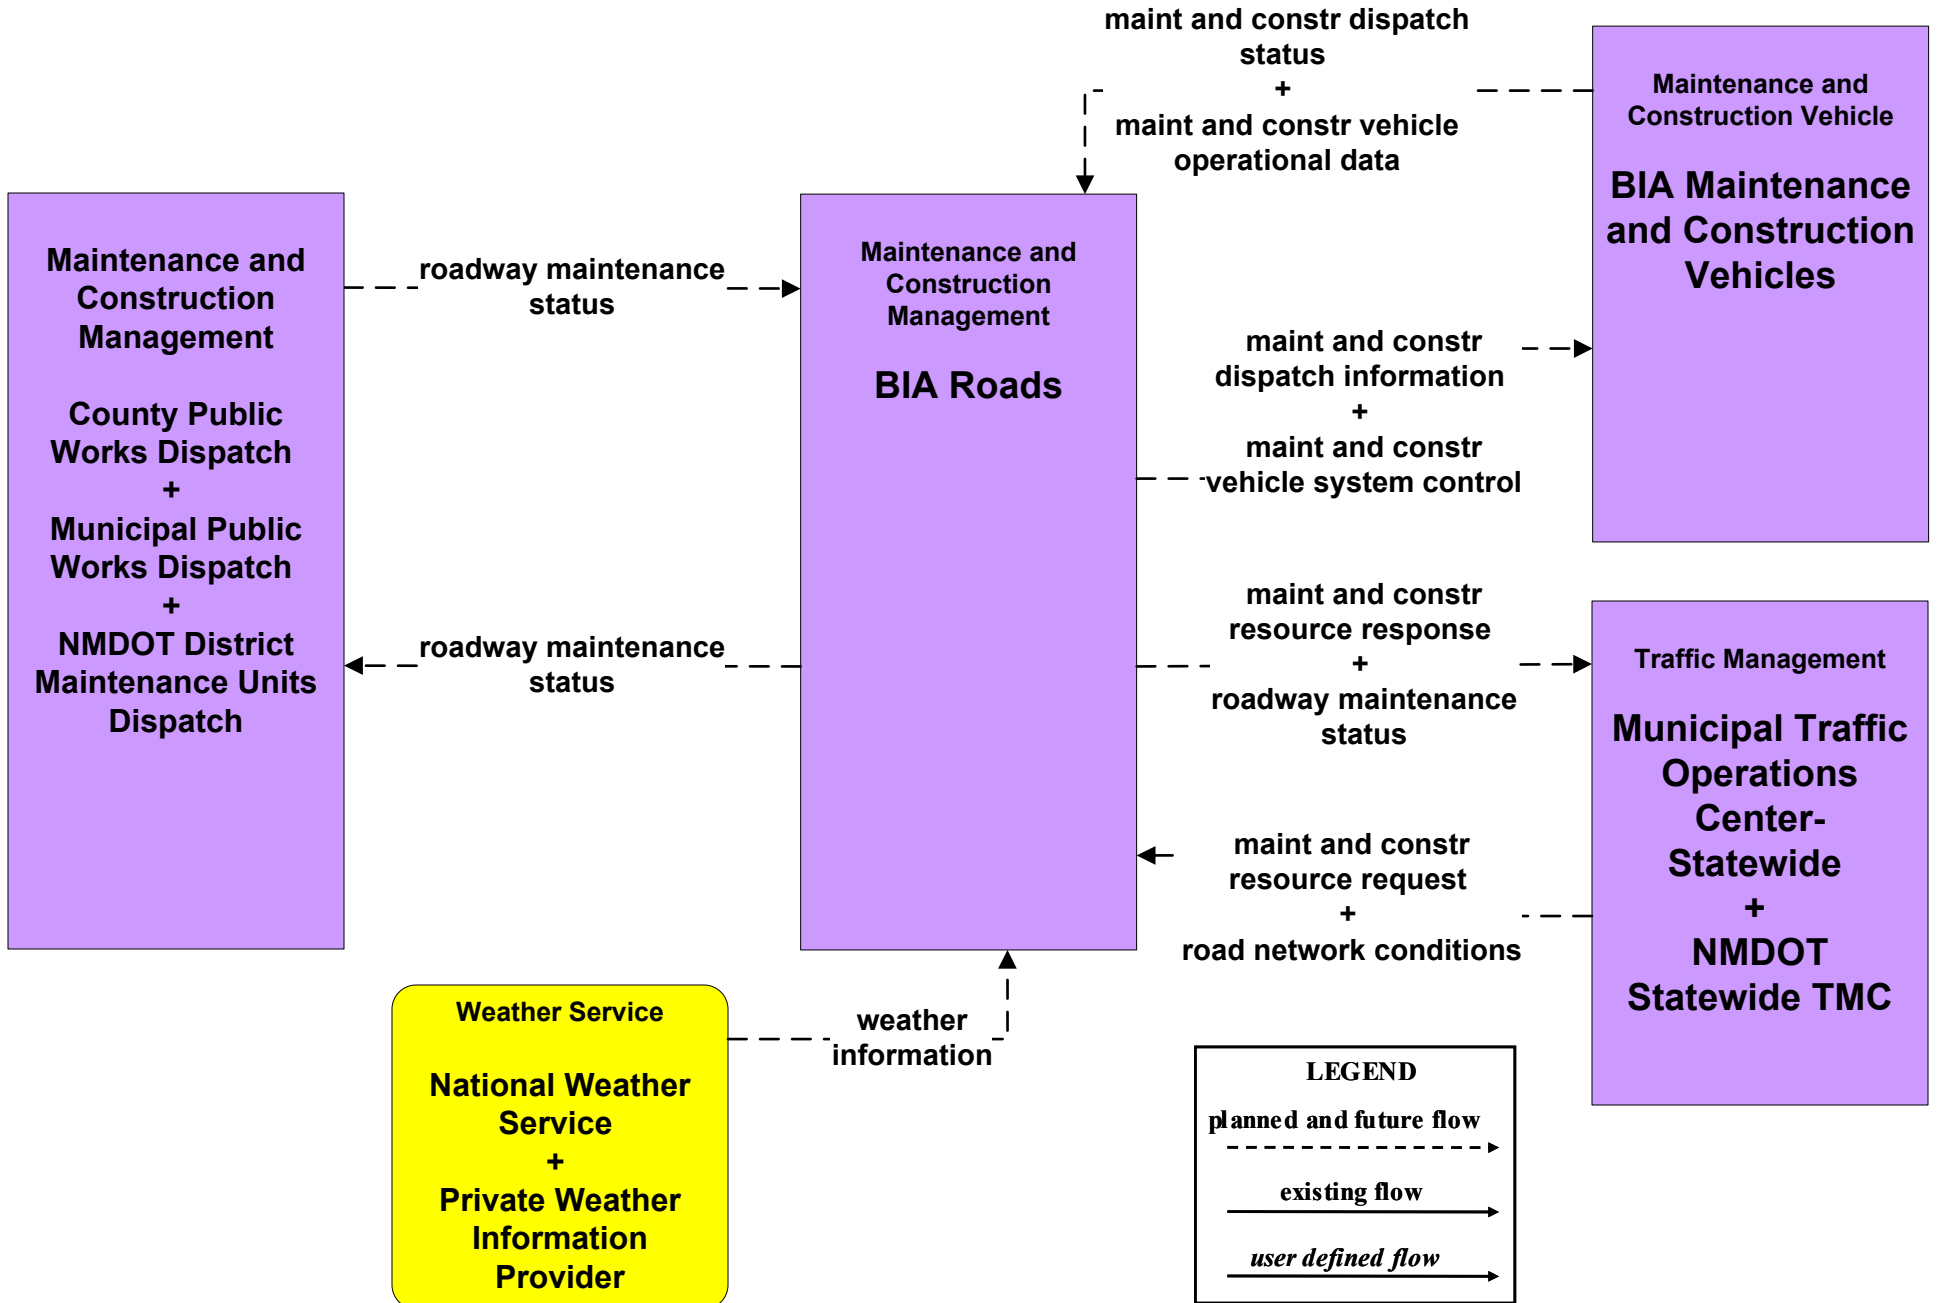 maint and constr dispatch
status
+
maint and constr vehicle
operational data
Maintenance and
Construction Vehicle
BIA Maintenance
and Construction
Vehicles
Maintenance and
Construction
Management
County Public
Works Dispatch
+
Municipal Public
Works Dispatch
+
NMDOT District
Maintenance Units
Dispatch
roadway maintenance
status
roadway maintenance
status
Maintenance and
Construction
Management
BIA Roads
maint and constr
dispatch information
+
maint and constr
vehicle system control
maint and constr
resource response
+
roadway maintenance
status
maint and constr
resource request
+
road network conditions
Traffic Management
Municipal Traffic
Operations
Center-
Statewide
+
NMDOT
Statewide TMC
Weather Service
National Weather
Service
+
Private Weather
Information
Provider
weather
information
LEGEND
planned and future flow
existing flow
user defined flow